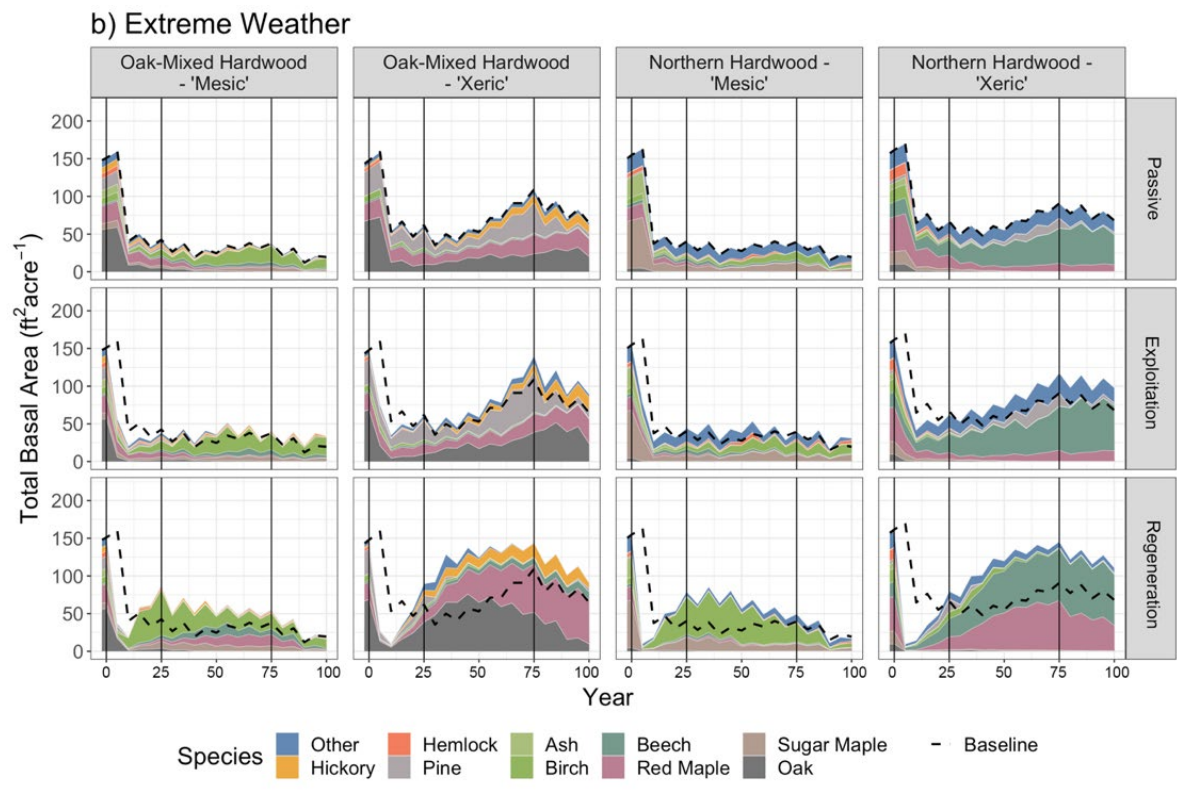 b) Extreme Weather
Oak-Mixed Hardwood
- 'Mesic'
Oak-Mixed Hardwood
- 'Xeric'
Northern Hardwood -
'Mesic'
Northern Hardwood -
'Xeric'
Total Basal Area (ft²acre⁻¹)
200
150
100
50
0
Passive
200
150
100
50
0
Exploitation
200
150
100
50
0
Regeneration
0 25 50 75 100
0 25 50 75 100
0 25 50 75 100
0 25 50 75 100
Year
Species
Other Hemlock Ash Beech Sugar Maple Baseline
Hickory Pine Birch Red Maple Oak